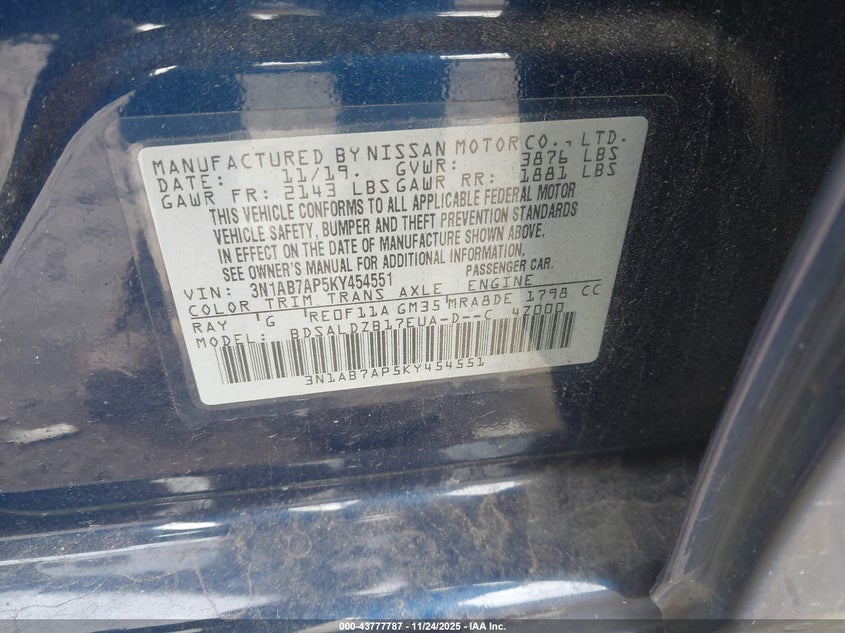 MANUFACTURED BY NISSAN MOTOR CO., LTD.
DATE: 11/19. GVWR: 3876 LBS
GAWR FR: 2143 LBS GAWR RR: 1881 LBS
THIS VEHICLE CONFORMS TO ALL APPLICABLE FEDERAL MOTOR
VEHICLE SAFETY, BUMPER AND THEFT PREVENTION STANDARDS
IN EFFECT ON THE DATE OF MANUFACTURE SHOWN ABOVE.
SEE OWNER'S MANUAL FOR ADDITIONAL INFORMATION.
VIN: 3N1AB7AP5KY454551 PASSENGER CAR.
COLOR TRIM TRANS AXLE ENGINE
RAY G RE0F11A GM35 MRA8DE 1798 CC
MODEL: BDSALDZB17EUA-D--C 4Z000
3N1AB7AP5KY454551
000-43777787 - 11/24/2025 - IAA Inc.